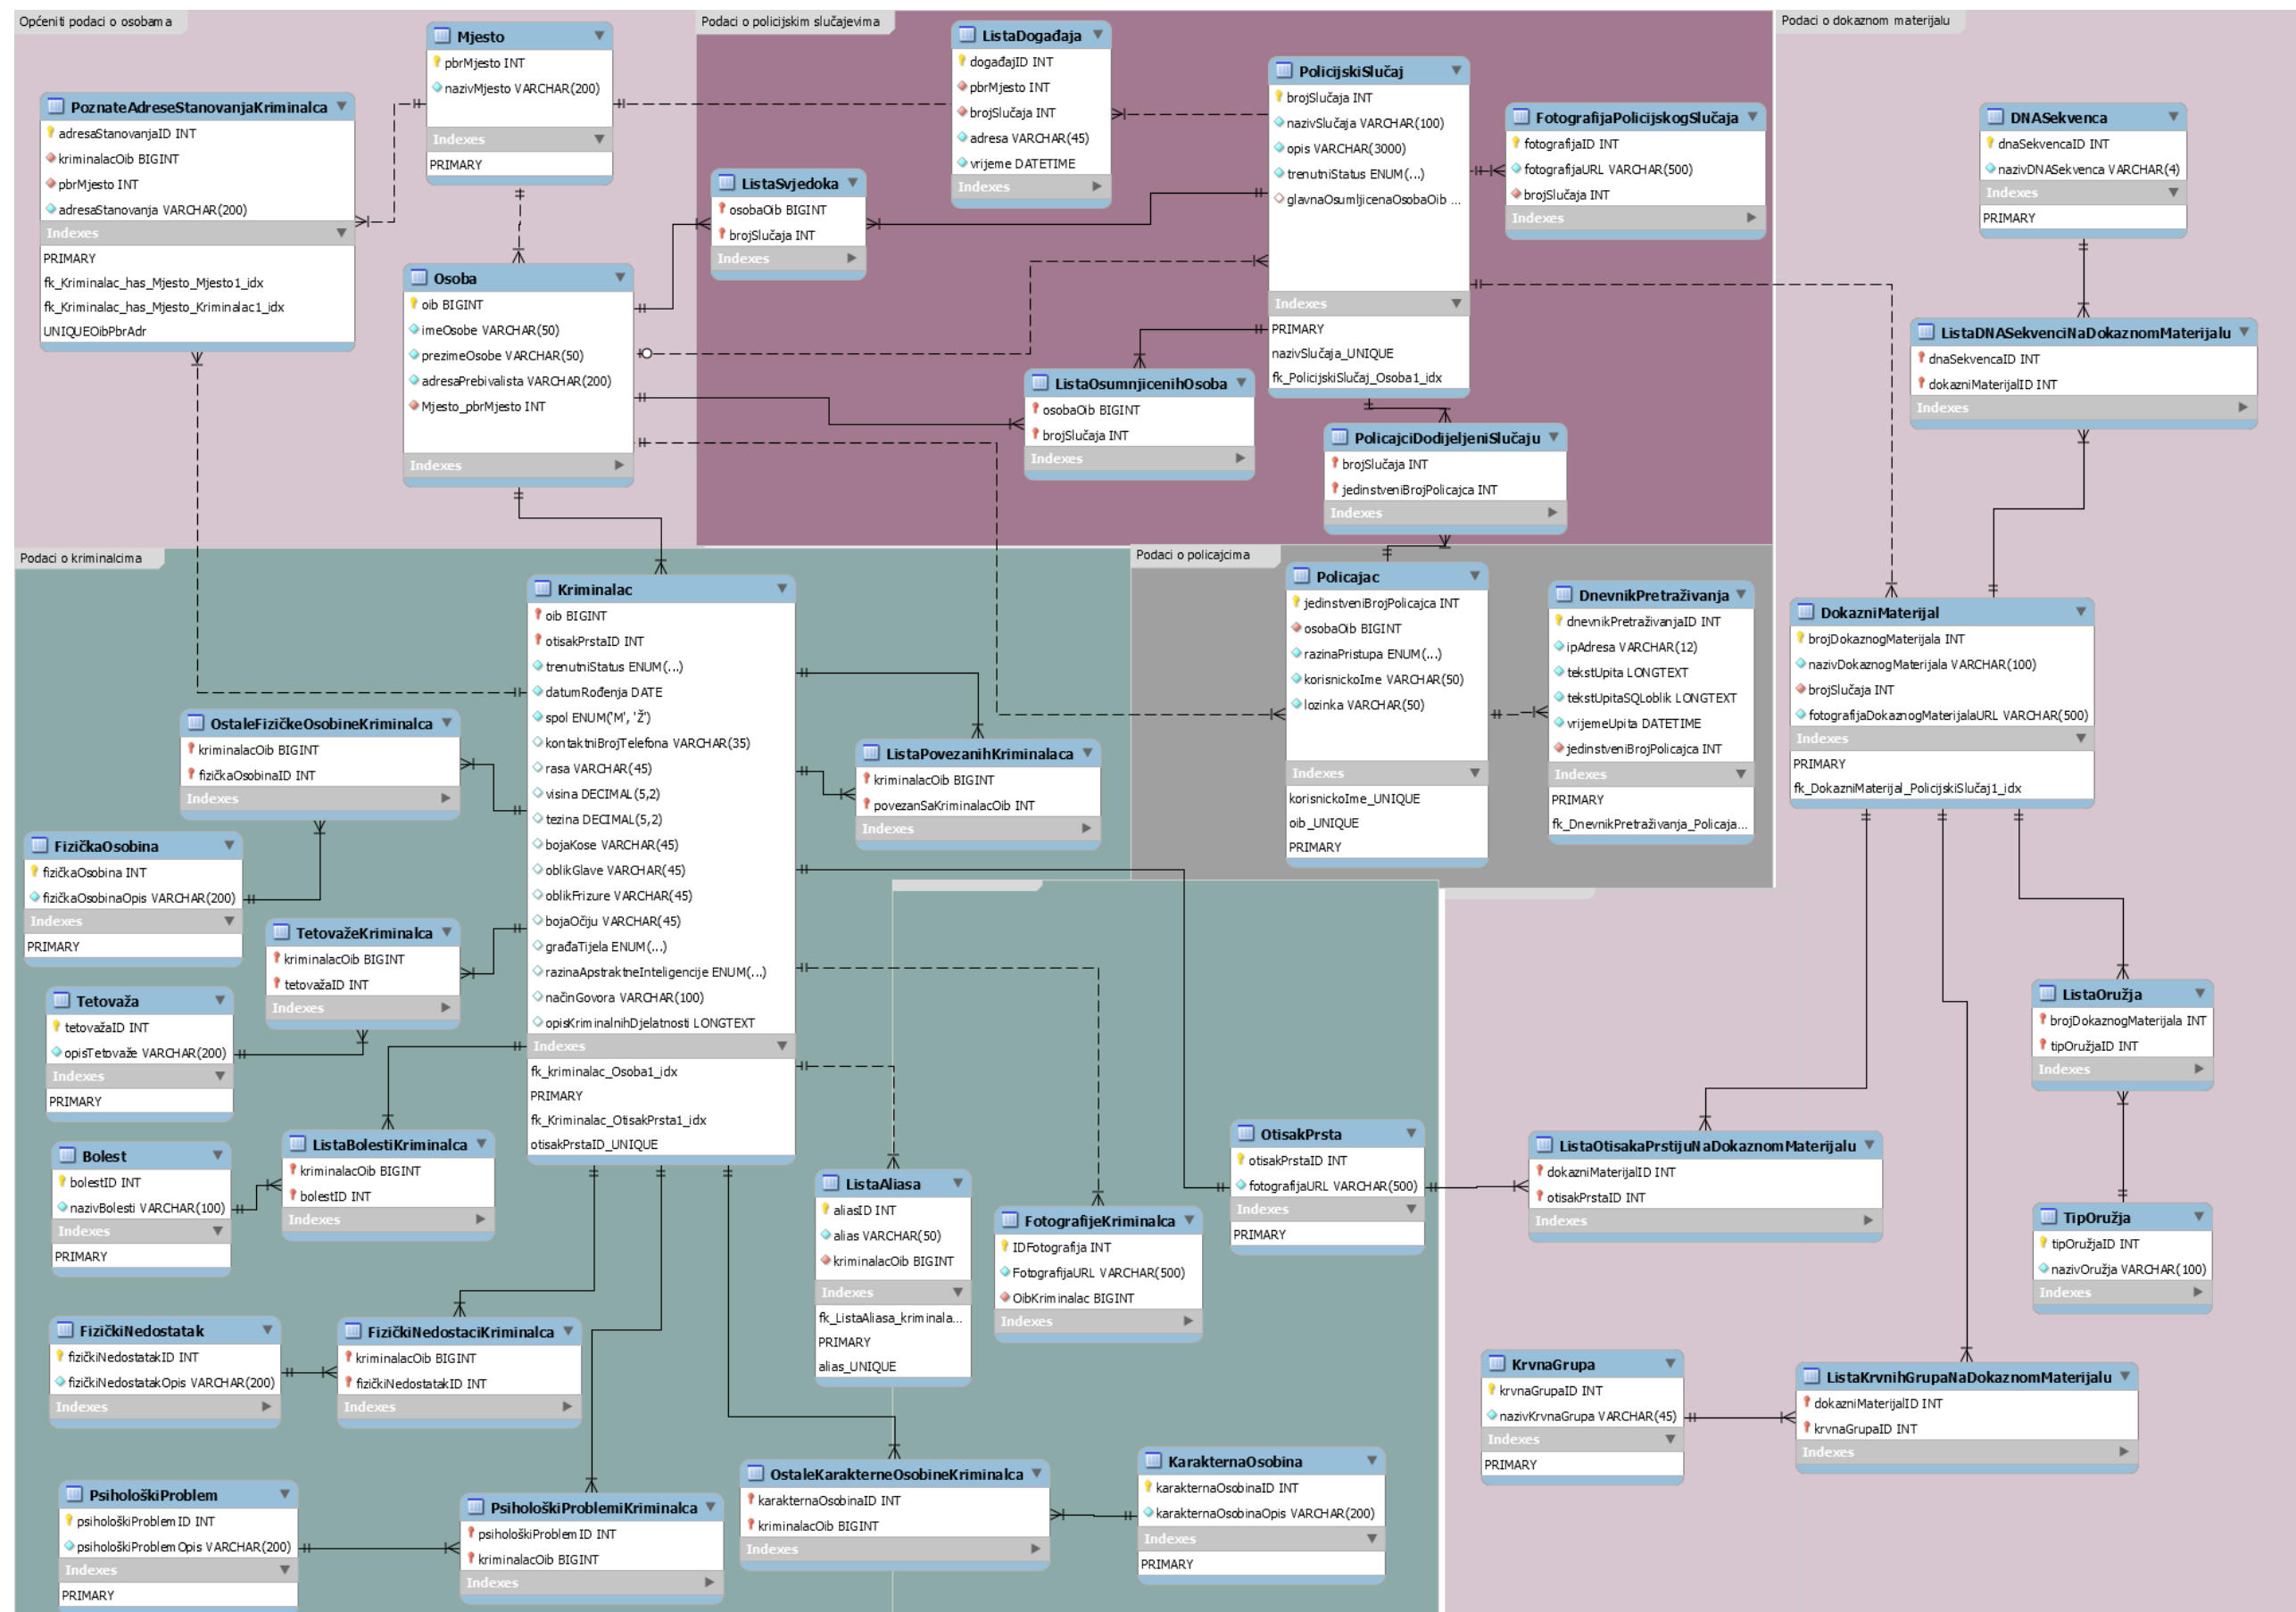 Općeniti podaci o osobama
Mjesto
pbrMjesto INT
nazivMjesto VARCHAR(200)
Indexes
PRIMARY
PoznateAdreseStanovanjaKriminalca
adresaStanovanjaID INT
kriminalacOib BIGINT
pbrMjesto INT
adresaStanovanja VARCHAR(200)
Indexes
PRIMARY
fk_Kriminalac_has_Mjesto_Mjesto1_idx
fk_Kriminalac_has_Mjesto_Kriminalac1_idx
UNIQUEOibPbrAdr
Osoba
oib BIGINT
imeOsobe VARCHAR(50)
prezimeOsobe VARCHAR(50)
adresaPrebivalista VARCHAR(200)
Mjesto_pbrMjesto INT
Indexes
Podaci o policijskim slučajevima
ListaDogađaja
događajID INT
pbrMjesto INT
brojSlučaja INT
adresa VARCHAR(45)
vrijeme DATETIME
Indexes
PolicijskiSlučaj
brojSlučaja INT
nazivSlučaja VARCHAR(100)
opis VARCHAR(3000)
trenutniStatus ENUM(...)
glavnaOsumljicenaOsobaOib ...
Indexes
PRIMARY
nazivSlučaja_UNIQUE
fk_PolicijskiSlučaj_Osoba1_idx
FotografijaPolicijskogSlučaja
fotografijaID INT
fotografijaURL VARCHAR(500)
brojSlučaja INT
Indexes
ListaSvjedoka
osobaOib BIGINT
brojSlučaja INT
Indexes
ListaOsumnjicenihOsoba
osobaOib BIGINT
brojSlučaja INT
Indexes
PolicajciDodijeljeniSlučaju
brojSlučaja INT
jedinstveniBrojPolicajca INT
Indexes
Podaci o dokaznom materijalu
DNASekvenca
dnaSekvencaID INT
nazivDNASekvenca VARCHAR(4)
Indexes
PRIMARY
ListaDNASekvenciNaDokaznomMaterijalu
dnaSekvencaID INT
dokazniMaterijalID INT
Indexes
DokazniMaterijal
brojDokaznogMaterijala INT
nazivDokaznogMaterijala VARCHAR(100)
brojSlučaja INT
fotografijaDokaznogMaterijalaURL VARCHAR(500)
Indexes
PRIMARY
fk_DokazniMaterijal_PolicijskiSlučaj1_idx
Podaci o policajcima
Policajac
jedinstveniBrojPolicajca INT
osobaOib BIGINT
razinaPristupa ENUM(...)
korisnickoIme VARCHAR(50)
lozinka VARCHAR(50)
Indexes
korisnickoIme_UNIQUE
oib_UNIQUE
PRIMARY
DnevnikPretraživanja
dnevnikPretraživanjaID INT
ipAdresa VARCHAR(12)
tekstUpita LONGTEXT
tekstUpitaSQLoblik LONGTEXT
vrijemeUpita DATETIME
jedinstveniBrojPolicajca INT
Indexes
PRIMARY
fk_DnevnikPretraživanja_Policaja...
Podaci o kriminalcima
Kriminalac
oib BIGINT
otisakPrstaID INT
trenutniStatus ENUM(...)
datumRođenja DATE
spol ENUM('M', 'Ž')
kontaktniBrojTelefona VARCHAR(35)
rasa VARCHAR(45)
visina DECIMAL(5,2)
tezina DECIMAL(5,2)
bojaKose VARCHAR(45)
oblikGlave VARCHAR(45)
oblikFrizure VARCHAR(45)
bojaOčiju VARCHAR(45)
građaTijela ENUM(...)
razinaApstraktneInteligencije ENUM(...)
načinGovora VARCHAR(100)
opisKriminalnihDjelatnosti LONGTEXT
Indexes
fk_kriminalac_Osoba1_idx
PRIMARY
fk_Kriminalac_OtisakPrsta1_idx
otisakPrstaID_UNIQUE
OstaleFizičkeOsobineKriminalca
kriminalacOib BIGINT
fizičkaOsobinaID INT
Indexes
ListaPovezanihKriminalaca
kriminalacOib BIGINT
povezanSaKriminalacOib INT
Indexes
FizičkaOsobina
fizičkaOsobina INT
fizičkaOsobinaOpis VARCHAR(200)
Indexes
PRIMARY
TetovažeKriminalca
kriminalacOib BIGINT
tetovažaID INT
Indexes
Tetovaža
tetovažaID INT
opisTetovaže VARCHAR(200)
Indexes
PRIMARY
Bolest
bolestID INT
nazivBolesti VARCHAR(100)
Indexes
PRIMARY
ListaBolestiKriminalca
kriminalacOib BIGINT
bolestID INT
Indexes
ListaAliasa
aliasID INT
alias VARCHAR(50)
kriminalacOib BIGINT
Indexes
fk_ListaAliasa_kriminala...
PRIMARY
alias_UNIQUE
FotografijeKriminalca
IDFotografija INT
FotografijaURL VARCHAR(500)
OibKriminalac BIGINT
Indexes
OtisakPrsta
otisakPrstaID INT
fotografijaURL VARCHAR(500)
Indexes
PRIMARY
ListaOtisakaPrstijuNaDokaznomMaterijalu
dokazniMaterijalID INT
otisakPrstaID INT
Indexes
ListaOružja
brojDokaznogMaterijala INT
tipOružjaID INT
Indexes
TipOružja
tipOružjaID INT
nazivOružja VARCHAR(100)
Indexes
FizičkiNedostatak
fizičkiNedostatakID INT
fizičkiNedostatakOpis VARCHAR(200)
Indexes
FizičkiNedostaciKriminalca
kriminalacOib BIGINT
fizičkiNedostatakID INT
Indexes
KrvnaGrupa
krvnaGrupaID INT
nazivKrvnaGrupa VARCHAR(45)
Indexes
PRIMARY
ListaKrvnihGrupaNaDokaznomMaterijalu
dokazniMaterijalID INT
krvnaGrupaID INT
Indexes
PsihološkiProblem
psihološkiProblemID INT
psihološkiProblemOpis VARCHAR(200)
Indexes
PRIMARY
PsihološkiProblemiKriminalca
psihološkiProblemID INT
kriminalacOib BIGINT
Indexes
OstaleKarakterneOsobineKriminalca
karakternaOsobinaID INT
kriminalacOib BIGINT
Indexes
KarakternaOsobina
karakternaOsobinaID INT
karakternaOsobinaOpis VARCHAR(200)
Indexes
PRIMARY